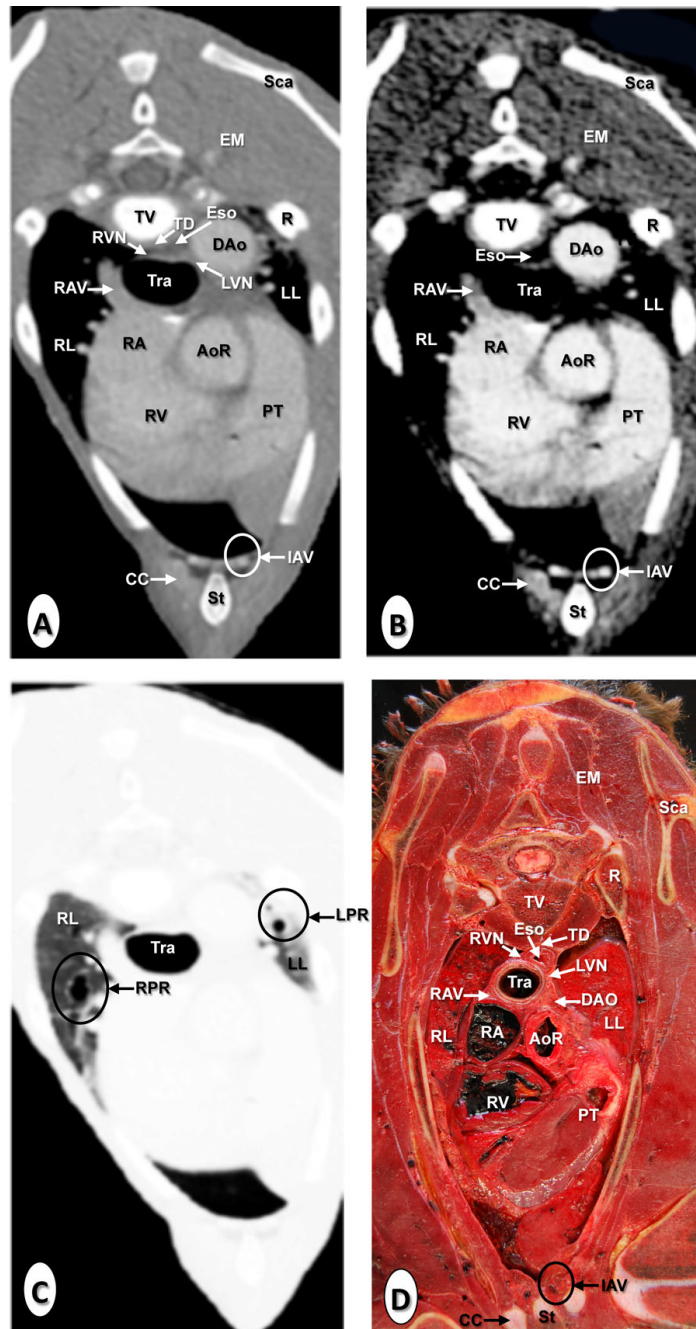 Sca
EM
TV
TD
Eso
R
RVN
DAo
LVN
Tra
RAV
LL
RL
RA
AoR
RV
PT
IAV
CC
St
A
Sca
EM
TV
R
Eso
DAo
RAV
Tra
LL
RL
RA
AoR
RV
PT
IAV
CC
St
B
RL
LPR
Tra
LL
RPR
C
EM
Sca
R
TV
Eso
TD
RVN
LVN
Tra
RAV
DAO
LL
RL
RA
AoR
RV
PT
IAV
CC
St
D